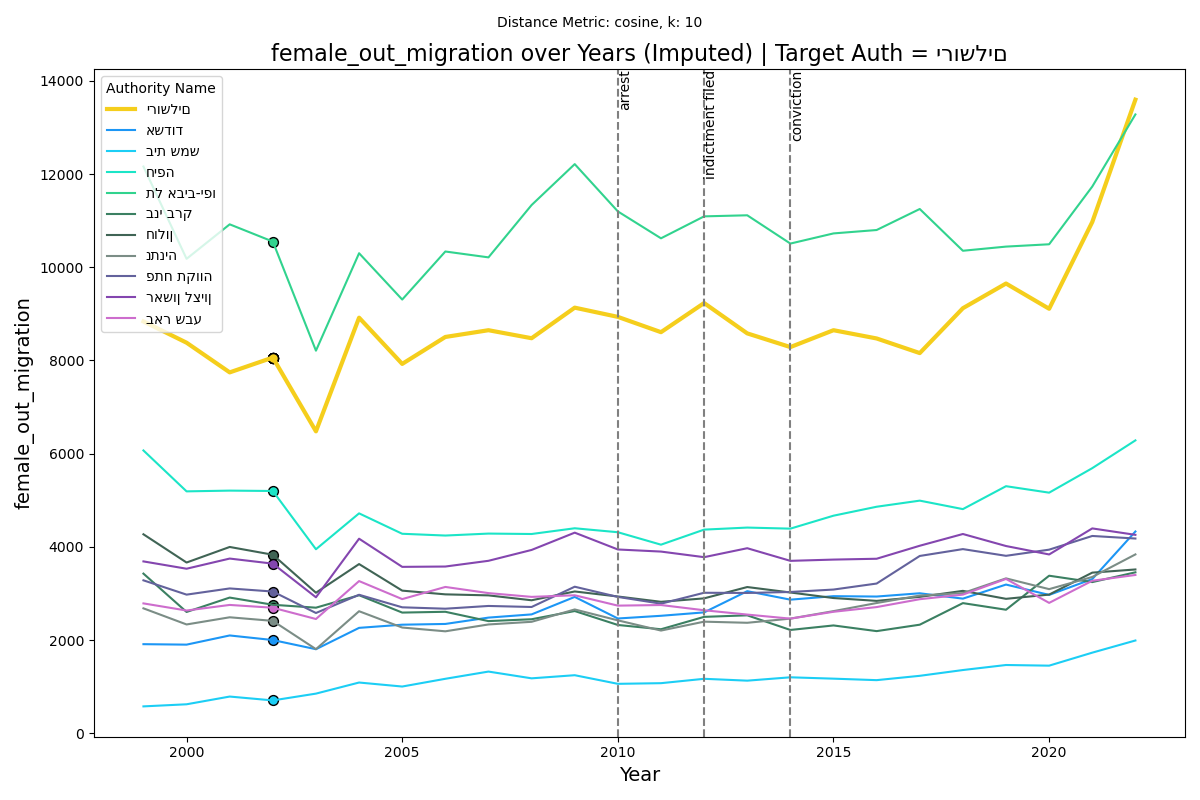 Distance Metric: cosine, k: 10
female_out_migration over Years (Imputed) | Target Auth = ירושלים
Authority Name
ירושלים
אשדוד
בית שמש
חיפה
תל אביב-יפו
בני ברק
חולון
נתניה
פתח תקווה
ראשון לציון
באר שבע
arrest
indictment filed
conviction
14000
12000
10000
8000
6000
4000
2000
0
female_out_migration
2000
2005
2010
2015
2020
Year